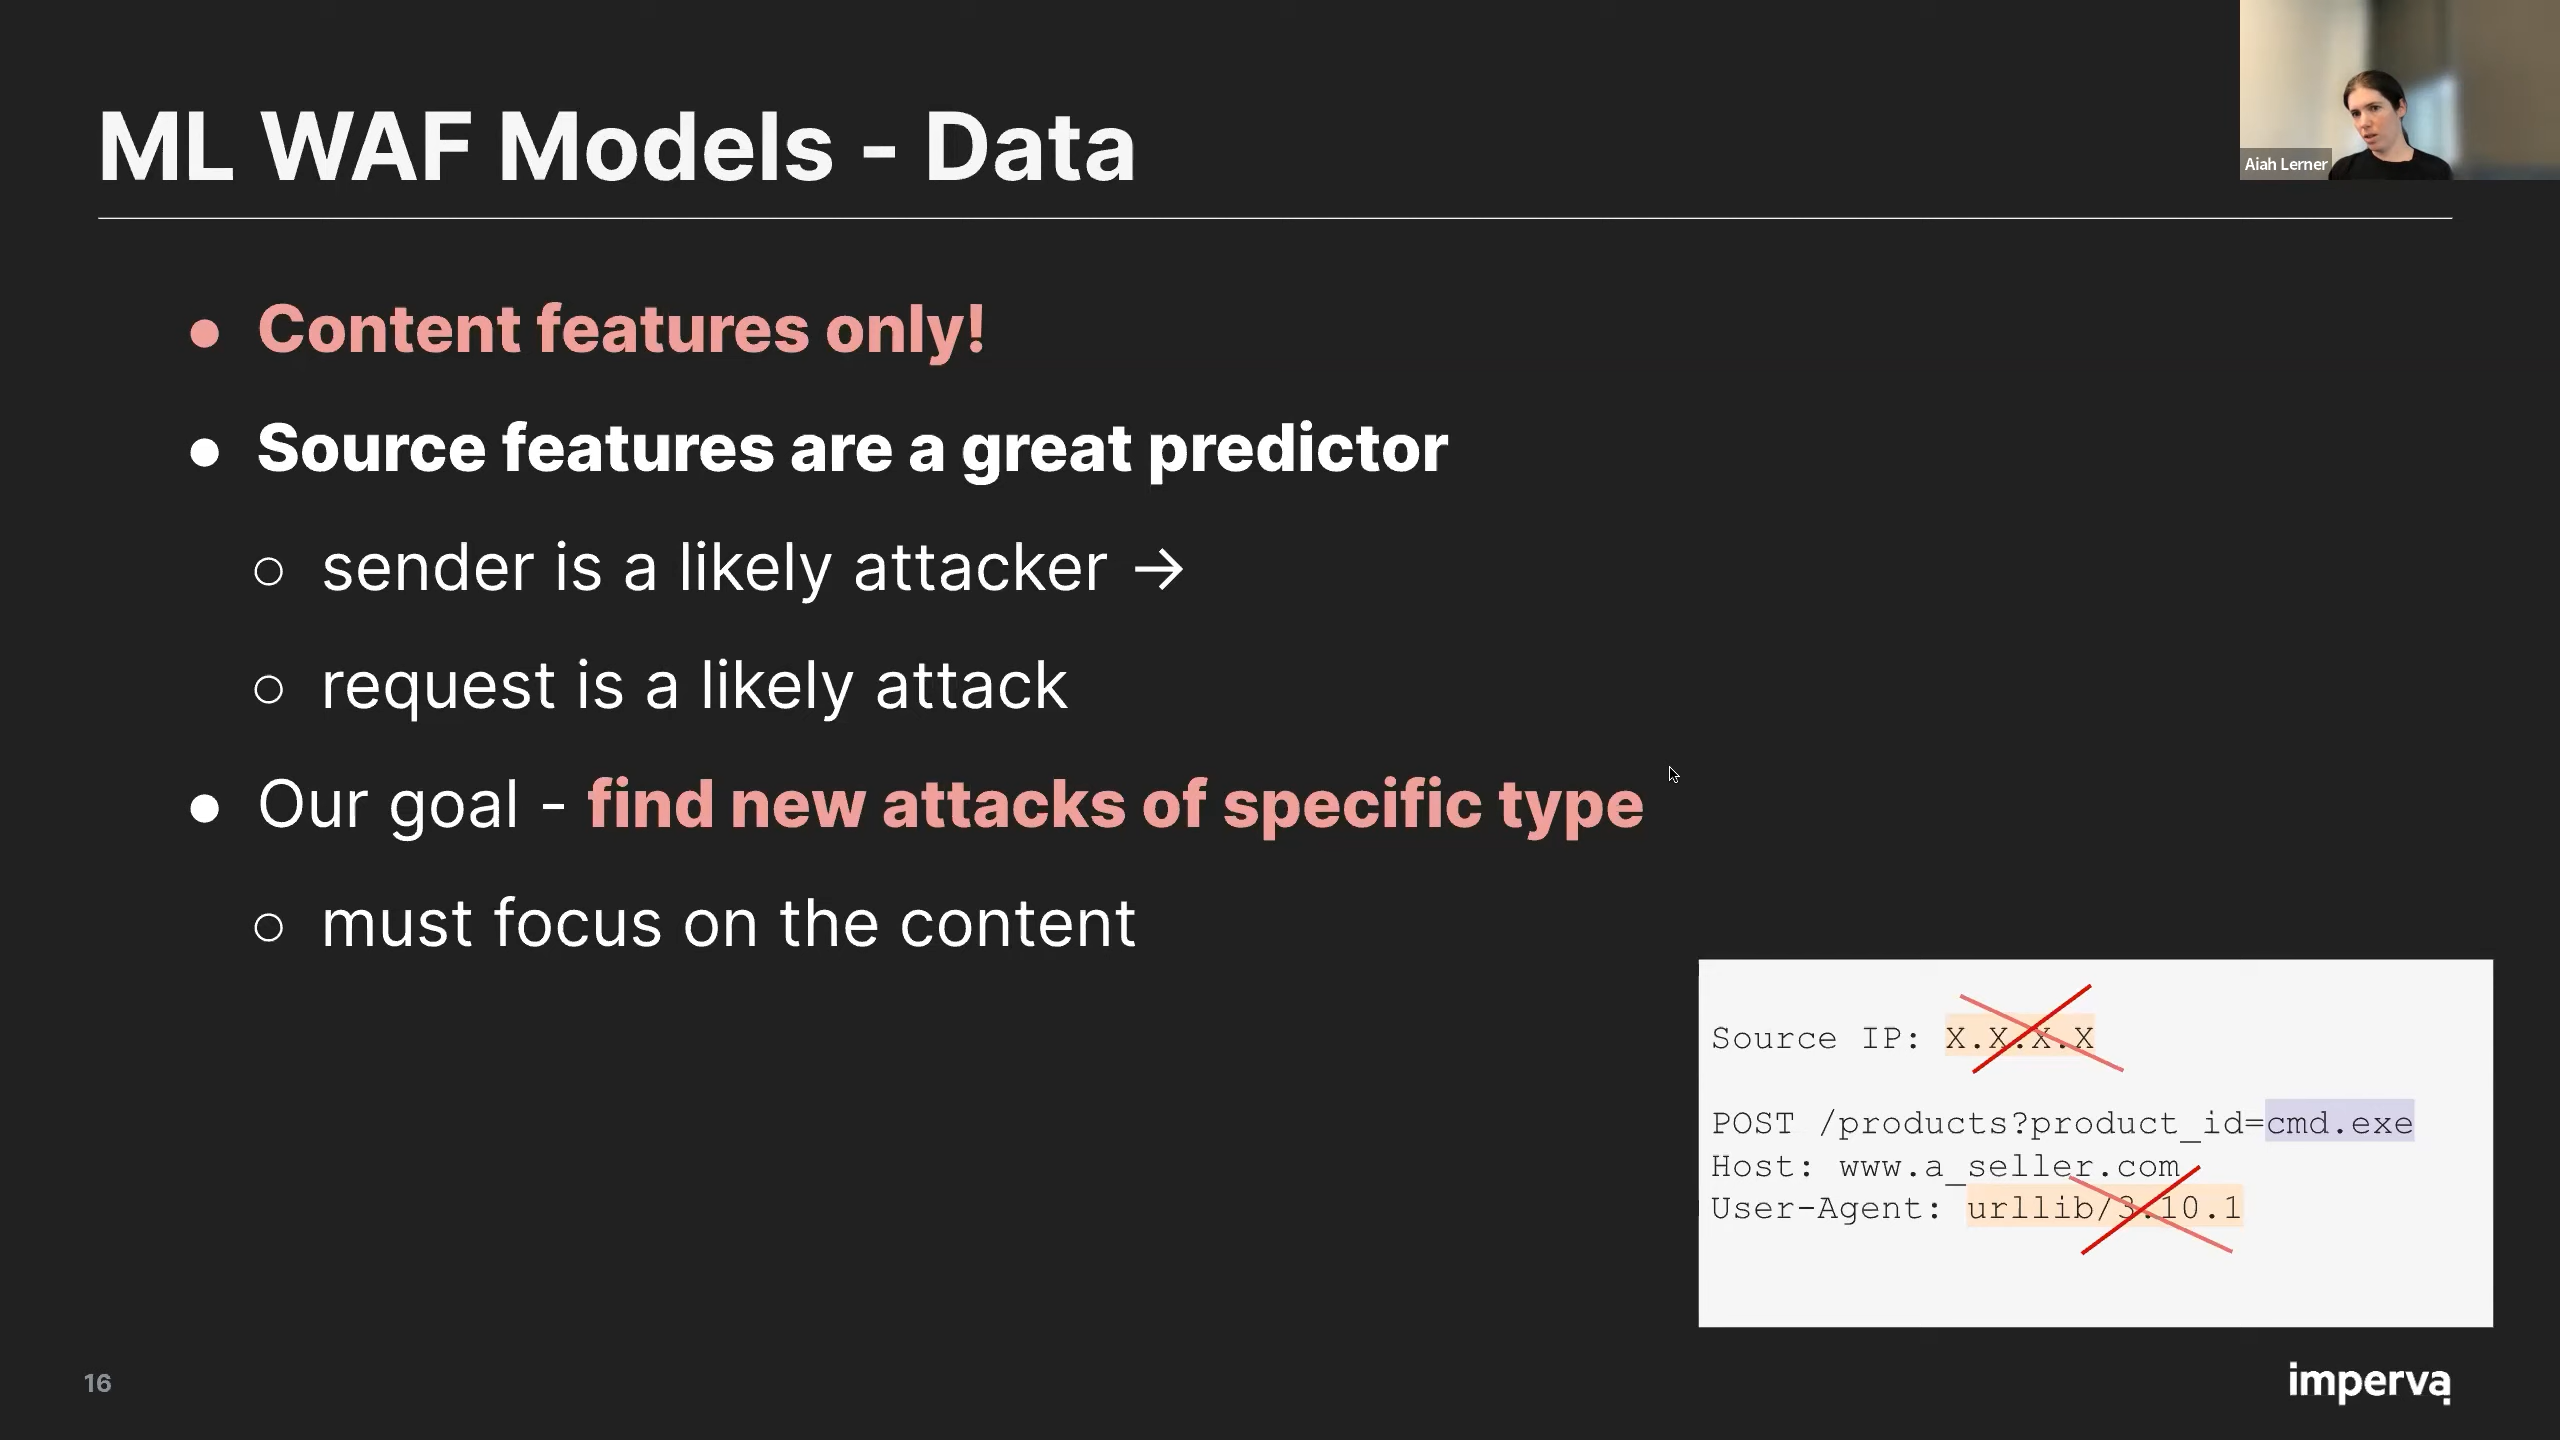 ML WAF Models - Data
Aiah Lerner
● Content features only!
● Source features are a great predictor
○ sender is a likely attacker →
○ request is a likely attack
● Our goal - find new attacks of specific type
○ must focus on the content
Source IP: X.X.X.X
POST /products?product_id=cmd.exe
Host: www.a_seller.com
User-Agent: urllib/3.10.1
16
imperva